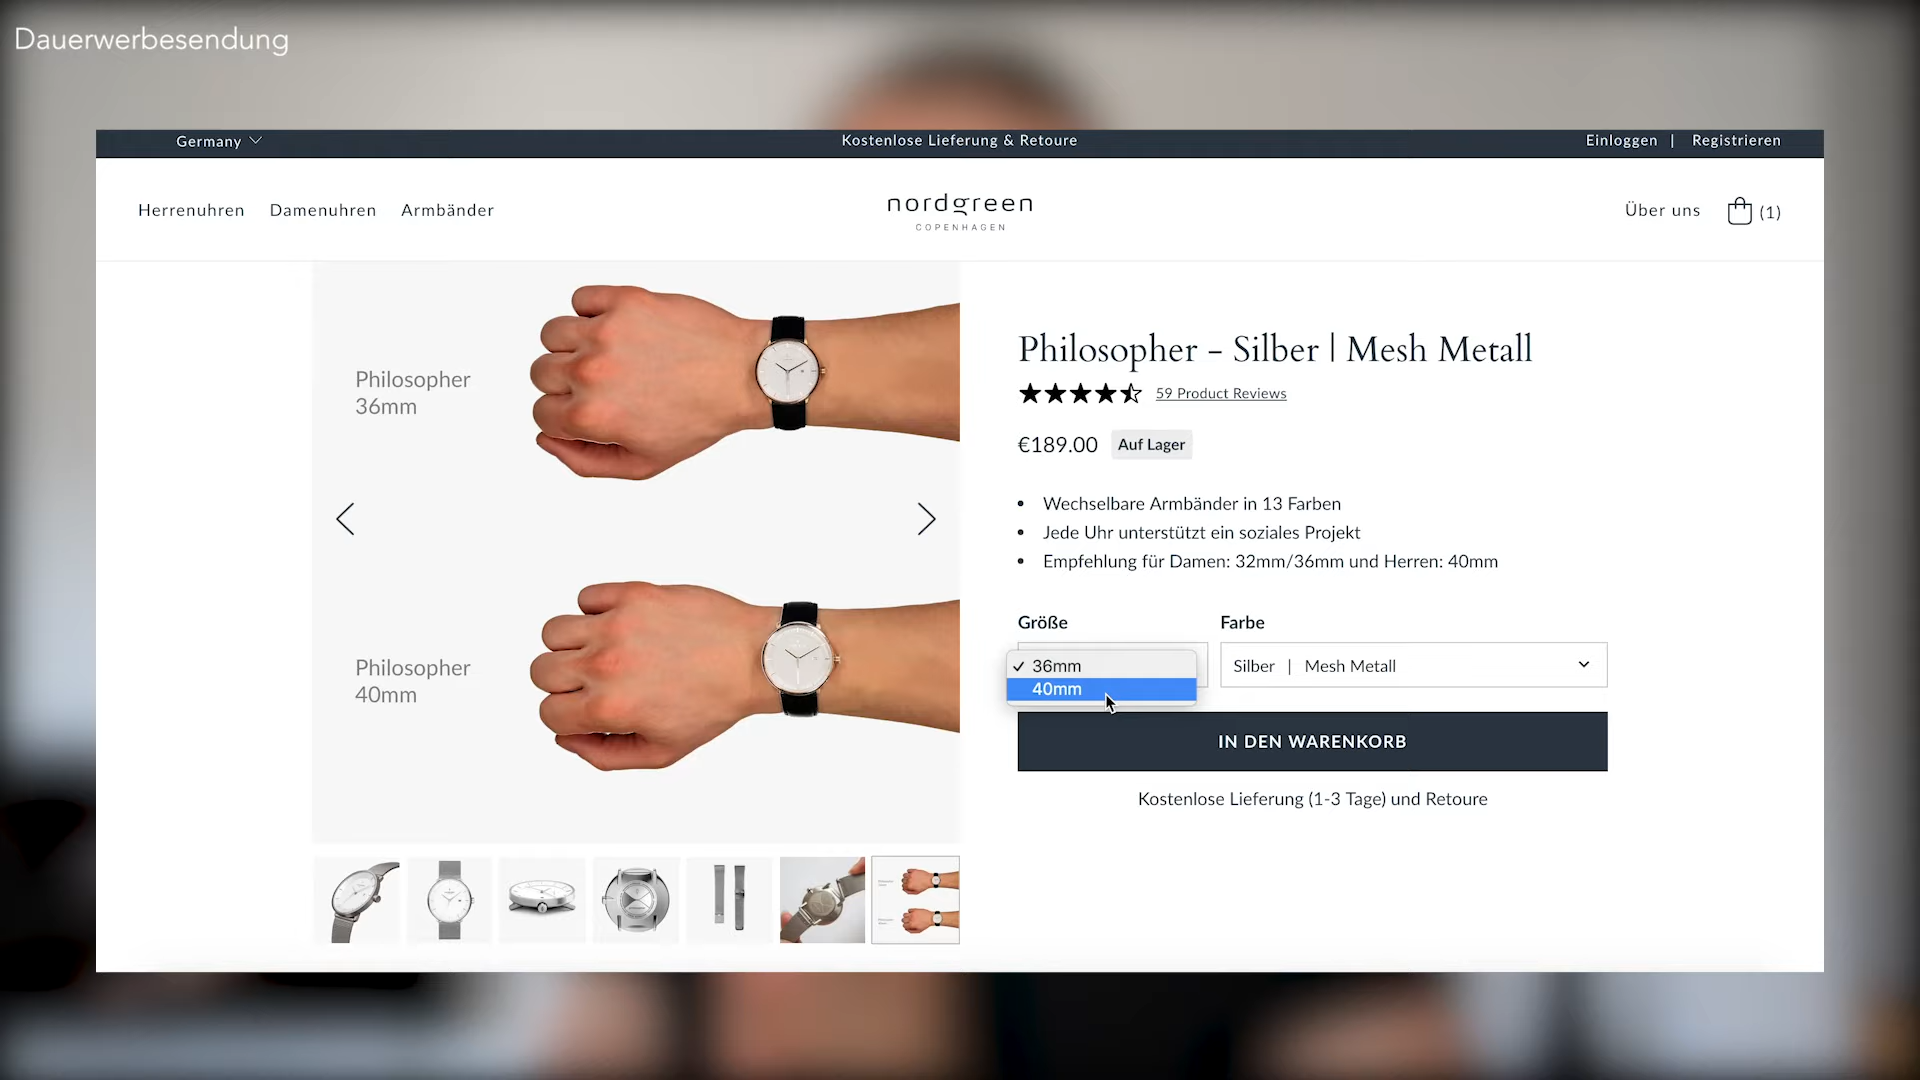 Dauerwerbesendung
Germany
Kostenlose Lieferung & Retoure
Einloggen | Registrieren
Herrenuhren Damenuhren Armbänder
nordgreen
COPENHAGEN
Über uns (1)
Philosopher
36mm
Philosopher
40mm
Philosopher - Silber | Mesh Metall
59 Product Reviews
€189.00 Auf Lager
• Wechselbare Armbänder in 13 Farben
• Jede Uhr unterstützt ein soziales Projekt
• Empfehlung für Damen: 32mm/36mm und Herren: 40mm
Größe Farbe
✓ 36mm
40mm
Silber | Mesh Metall
IN DEN WARENKORB
Kostenlose Lieferung (1-3 Tage) und Retoure